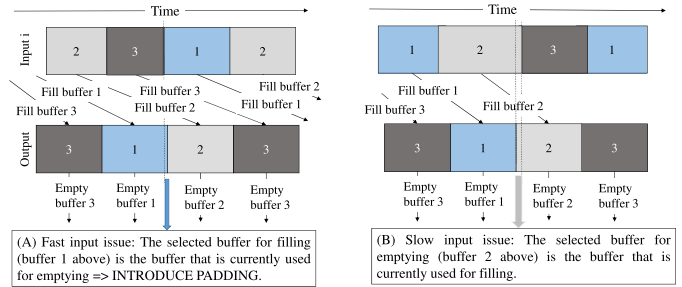 Time
Input i
2
3
1
2
Fill buffer 2
Fill buffer 1
Fill buffer 3
Fill buffer 3
Fill buffer 2
Fill buffer 1
Output
3
1
2
3
Empty
buffer 3
Empty
buffer 1
Empty
buffer 2
Empty
buffer 3
(A) Fast input issue: The selected buffer for filling
(buffer 1 above) is the buffer that is currently used
for emptying => INTRODUCE PADDING.
Time
1
2
3
1
Fill buffer 1
Fill buffer 3
Fill buffer 2
3
1
2
3
Empty
buffer 3
Empty
buffer 1
Empty
buffer 2
Empty
buffer 3
(B) Slow input issue: The selected buffer for
emptying (buffer 2 above) is the buffer that is
currently used for filling.